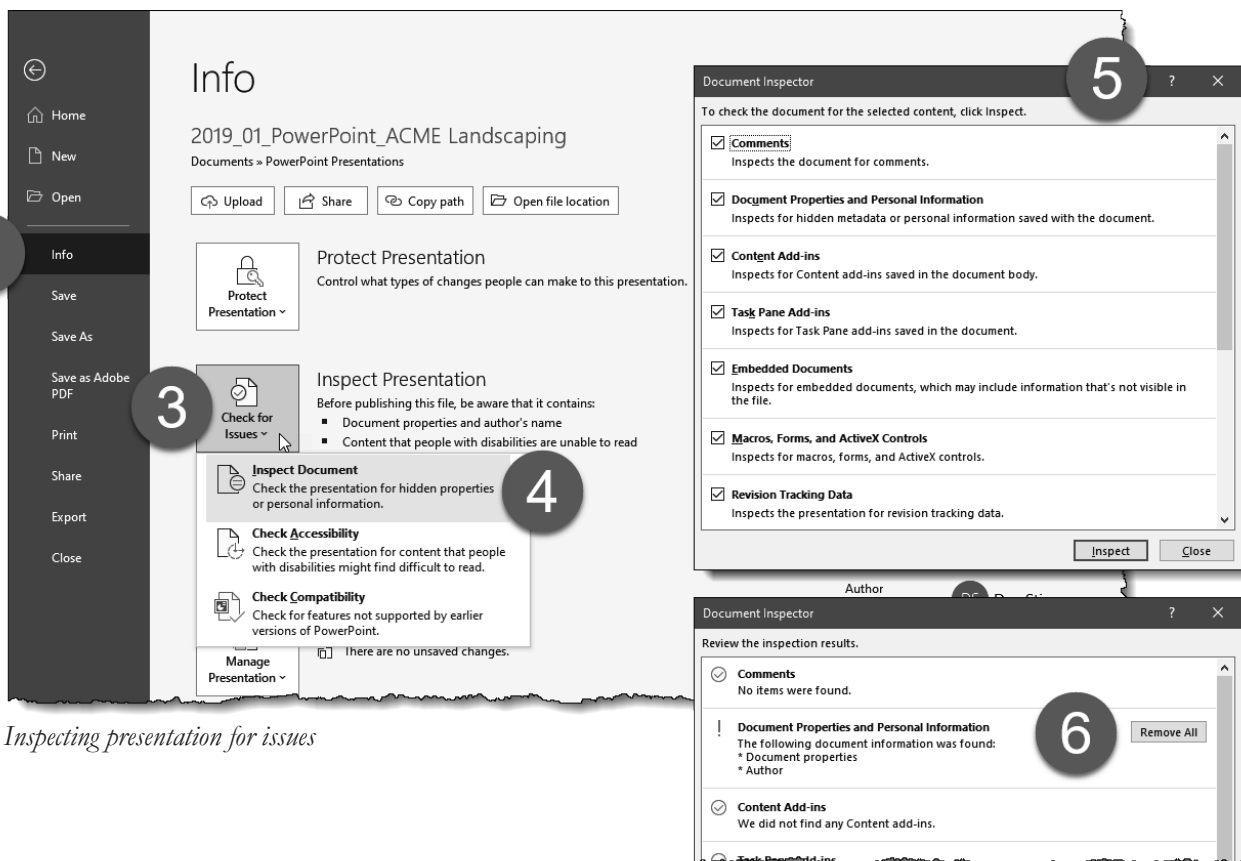 Home
New
Open
Info
Save
Save As
Save as Adobe
PDF
Print
Share
Export
Close
Info
2019_01_PowerPoint_ACME Landscaping
Documents » PowerPoint Presentations
Upload
Share
Copy path
Open file location
Protect
Presentation
Protect Presentation
Control what types of changes people can make to this presentation.
3
Check for
Issues
Inspect Presentation
Before publishing this file, be aware that it contains:
▪ Document properties and author's name
▪ Content that people with disabilities are unable to read
4
Inspect Document
Check the presentation for hidden properties
or personal information.
Check Accessibility
Check the presentation for content that people
with disabilities might find difficult to read.
Check Compatibility
Check for features not supported by earlier
versions of PowerPoint.
Manage
Presentation
There are no unsaved changes.
Author
5
Document Inspector
?
To check the document for the selected content, click Inspect.
Comments
Inspects the document for comments.
Document Properties and Personal Information
Inspects for hidden metadata or personal information saved with the document.
Content Add-ins
Inspects for Content add-ins saved in the document body.
Task Pane Add-ins
Inspects for Task Pane add-ins saved in the document.
Embedded Documents
Inspects for embedded documents, which may include information that's not visible in
the file.
Macros, Forms, and ActiveX Controls
Inspects for macros, forms, and ActiveX controls.
Revision Tracking Data
Inspects the presentation for revision tracking data.
Inspect
Close
Document Inspector
?
Review the inspection results.
Comments
No items were found.
! Document Properties and Personal Information
The following document information was found:
* Document properties
* Author
6
Remove All
Content Add-ins
We did not find any Content add-ins.
Inspecting presentation for issues